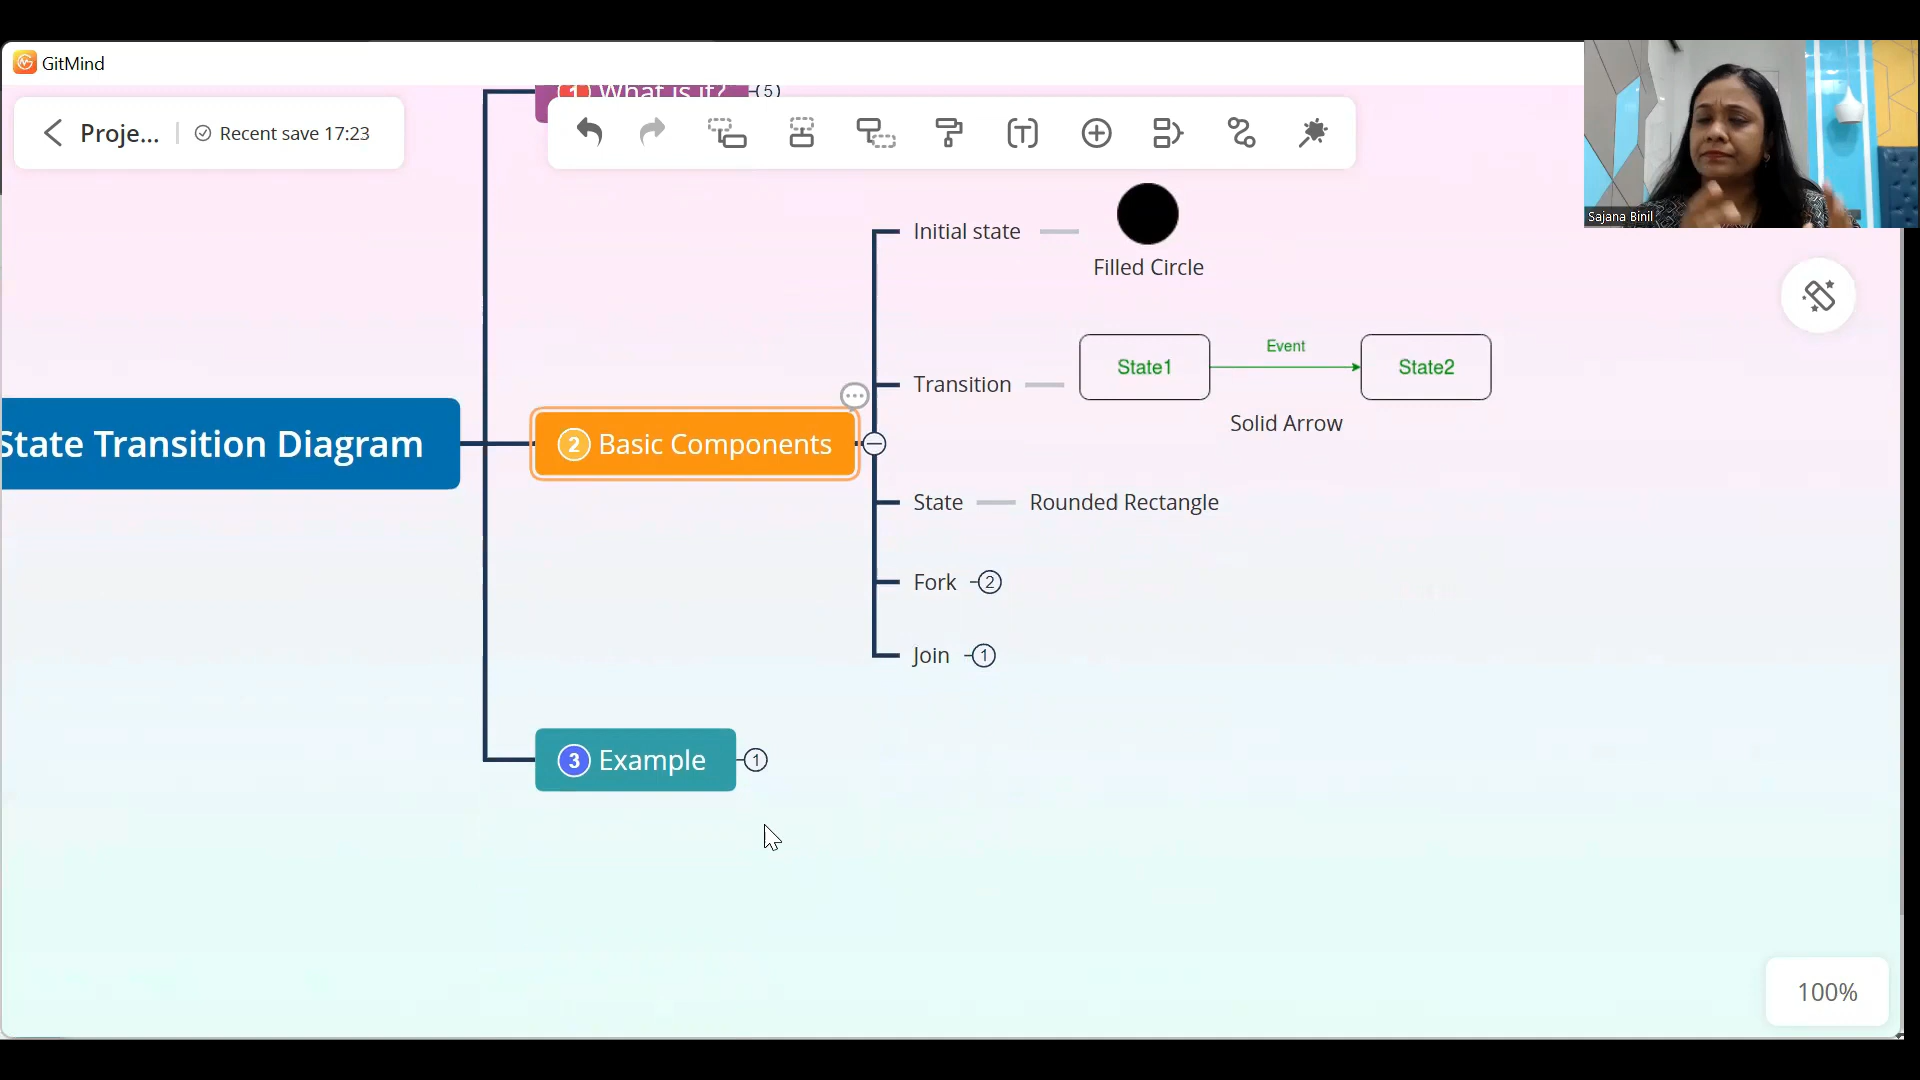 GitMind
1 What is it? 5
Proje...
Recent save 17:23
Sajana Binil
Initial state
Filled Circle
Transition
State1
Event
State2
Solid Arrow
State Transition Diagram
2 Basic Components
State
Rounded Rectangle
Fork 2
Join 1
3 Example 1
100%